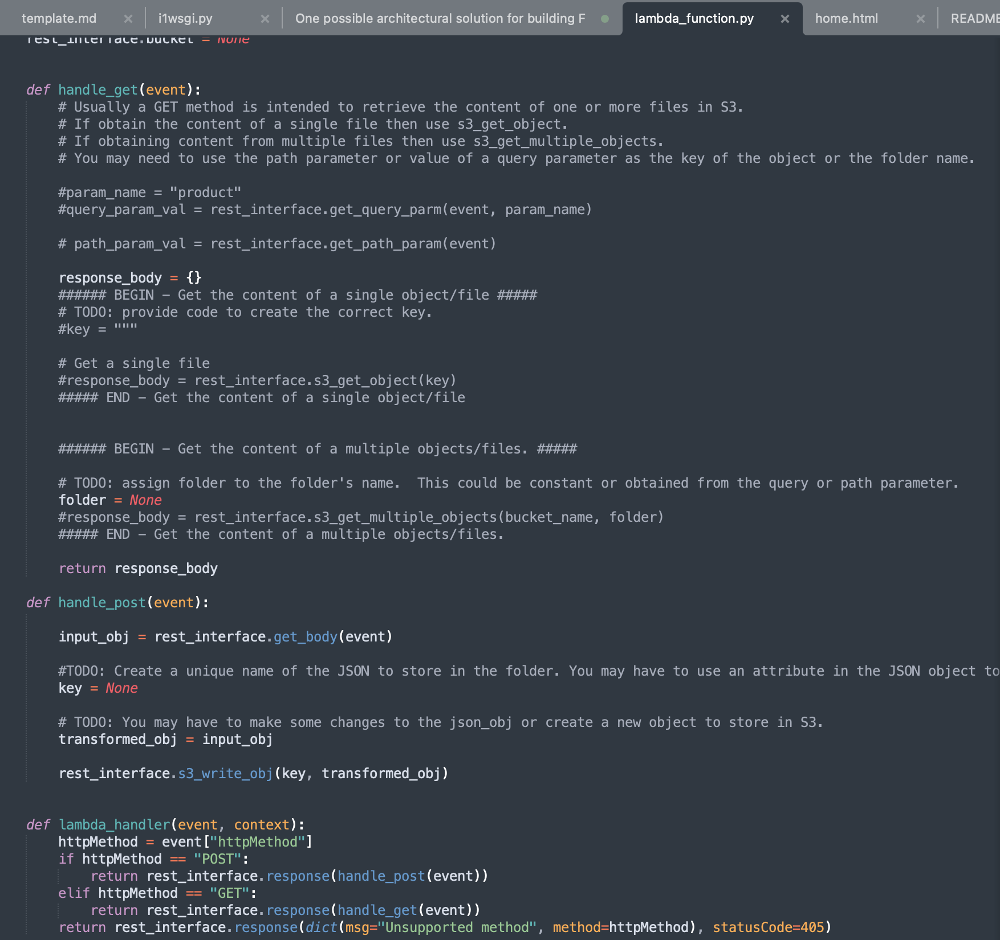 template.md × i1wsgi.py × One possible architectural solution for building F lambda_function.py × home.html × README
rest_interface.bucket = None
def handle_get(event):
# Usually a GET method is intended to retrieve the content of one or more files in S3.
# If obtain the content of a single file then use s3_get_object.
# If obtaining content from multiple files then use s3_get_multiple_objects.
# You may need to use the path parameter or value of a query parameter as the key of the object or the folder name.
#param_name = "product"
#query_param_val = rest_interface.get_query_parm(event, param_name)
# path_param_val = rest_interface.get_path_param(event)
response_body = {}
###### BEGIN – Get the content of a single object/file #####
# TODO: provide code to create the correct key.
#key = """
# Get a single file
#response_body = rest_interface.s3_get_object(key)
##### END – Get the content of a single object/file
###### BEGIN – Get the content of a multiple objects/files. #####
# TODO: assign folder to the folder's name.  This could be constant or obtained from the query or path parameter.
folder = None
#response_body = rest_interface.s3_get_multiple_objects(bucket_name, folder)
##### END – Get the content of a multiple objects/files.
return response_body
def handle_post(event):
input_obj = rest_interface.get_body(event)
#TODO: Create a unique name of the JSON to store in the folder. You may have to use an attribute in the JSON object to
key = None
# TODO: You may have to make some changes to the json_obj or create a new object to store in S3.
transformed_obj = input_obj
rest_interface.s3_write_obj(key, transformed_obj)
def lambda_handler(event, context):
httpMethod = event["httpMethod"]
if httpMethod == "POST":
return rest_interface.response(handle_post(event))
elif httpMethod == "GET":
return rest_interface.response(handle_get(event))
return rest_interface.response(dict(msg="Unsupported method", method=httpMethod), statusCode=405)